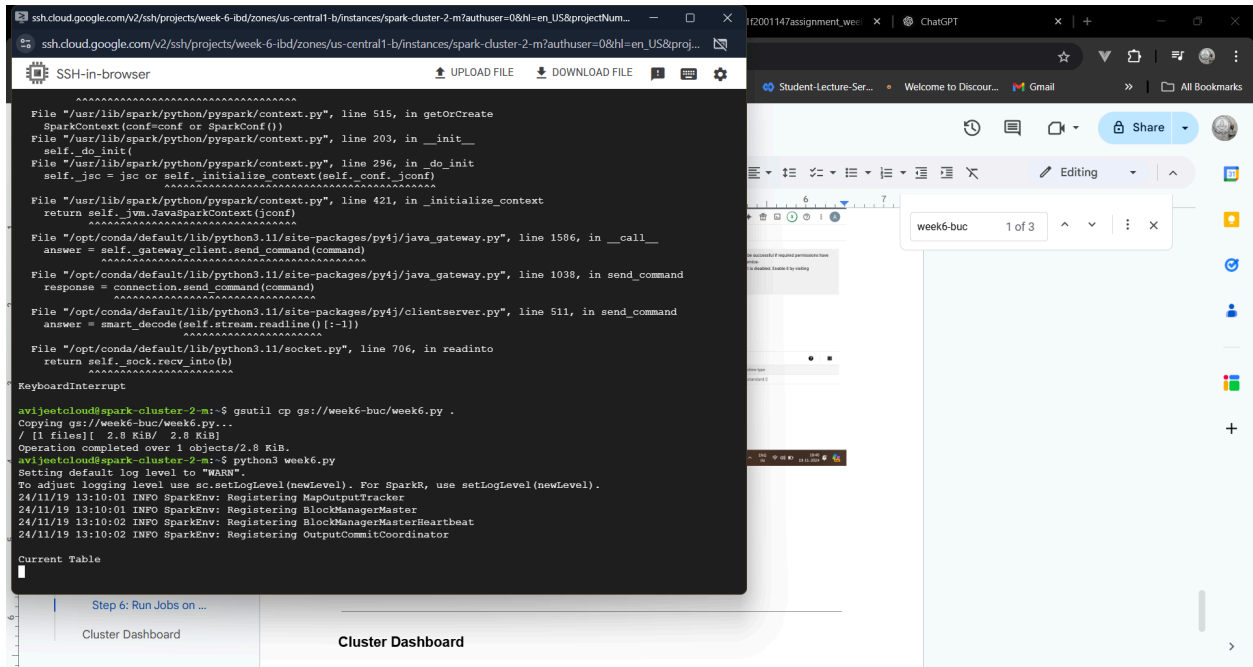 ssh.cloud.google.com/v2/ssh/projects/week-6-ibd/zones/us-central1-b/instances/spark-cluster-2-m?authuser=0&hl=en_US&projectNum...
1f2001147assignment_weel
ChatGPT
ssh.cloud.google.com/v2/ssh/projects/week-6-ibd/zones/us-central1-b/instances/spark-cluster-2-m?authuser=0&hl=en_US&proj...
SSH-in-browser
UPLOAD FILE
DOWNLOAD FILE
Student-Lecture-Ser...
Welcome to Discour...
Gmail
All Bookmarks
^^^^^^^^^^^^^^^^^^^^^^^^^^^^^^^^^^^
File "/usr/lib/spark/python/pyspark/context.py", line 515, in getOrCreate
SparkContext(conf=conf or SparkConf())
File "/usr/lib/spark/python/pyspark/context.py", line 203, in __init__
self._do_init(
File "/usr/lib/spark/python/pyspark/context.py", line 296, in _do_init
self._jsc = jsc or self._initialize_context(self._conf._jconf)
^^^^^^^^^^^^^^^^^^^^^^^^^^^^^^^^^^^^^^^^^^^
File "/usr/lib/spark/python/pyspark/context.py", line 421, in _initialize_context
return self._jvm.JavaSparkContext(jconf)
^^^^^^^^^^^^^^^^^^^^^^^^^^^^^^^^^
File "/opt/conda/default/lib/python3.11/site-packages/py4j/java_gateway.py", line 1586, in __call__
answer = self._gateway_client.send_command(command)
^^^^^^^^^^^^^^^^^^^^^^^^^^^^^^^^^^^^^^^^^^
File "/opt/conda/default/lib/python3.11/site-packages/py4j/java_gateway.py", line 1038, in send_command
response = connection.send_command(command)
^^^^^^^^^^^^^^^^^^^^^^^^^^^^^^^^
File "/opt/conda/default/lib/python3.11/site-packages/py4j/clientserver.py", line 511, in send_command
answer = smart_decode(self.stream.readline()[:-1])
^^^^^^^^^^^^^^^^^^^^^^
File "/opt/conda/default/lib/python3.11/socket.py", line 706, in readinto
return self._sock.recv_into(b)
^^^^^^^^^^^^^^^^^^^^^^^
KeyboardInterrupt
avijeetcloud@spark-cluster-2-m:~$ gsutil cp gs://week6-buc/week6.py .
Copying gs://week6-buc/week6.py...
/ [1 files][ 2.8 KiB/ 2.8 KiB]
Operation completed over 1 objects/2.8 KiB.
avijeetcloud@spark-cluster-2-m:~$ python3 week6.py
Setting default log level to "WARN".
To adjust logging level use sc.setLogLevel(newLevel). For SparkR, use setLogLevel(newLevel).
24/11/19 13:10:01 INFO SparkEnv: Registering MapOutputTracker
24/11/19 13:10:01 INFO SparkEnv: Registering BlockManagerMaster
24/11/19 13:10:02 INFO SparkEnv: Registering BlockManagerMasterHeartbeat
24/11/19 13:10:02 INFO SparkEnv: Registering OutputCommitCoordinator
Current Table
Share
Editing
6
7
week6-buc
1 of 3
31
be successful if required permissions have
is disabled. Enable it by visiting
Step 6: Run Jobs on ...
Cluster Dashboard
Cluster Dashboard